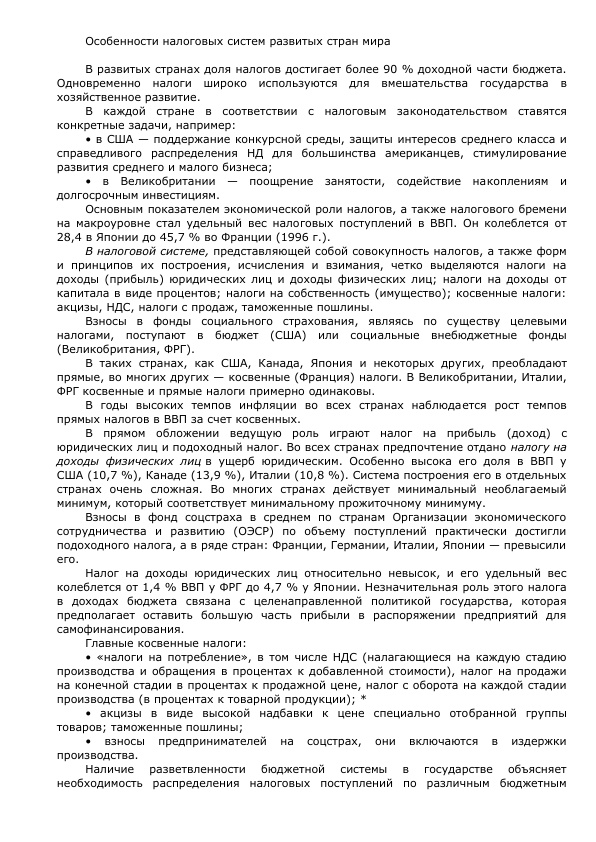 Особенности налоговых систем развитых стран мира
В развитых странах доля налогов достигает более 90 % доходной части бюджета.
Одновременно налоги широко используются для вмешательства государства в
хозяйственное развитие.
В каждой стране в соответствии с налоговым законодательством ставятся
конкретные задачи, например:
• в США — поддержание конкурсной среды, защиты интересов среднего класса и
справедливого распределения НД для большинства американцев, стимулирование
развития среднего и малого бизнеса;
• в Великобритании — поощрение занятости, содействие накоплениям и
долгосрочным инвестициям.
Основным показателем экономической роли налогов, а также налогового бремени
на макроуровне стал удельный вес налоговых поступлений в ВВП. Он колеблется от
28,4 в Японии до 45,7 % во Франции (1996 г.).
В налоговой системе, представляющей собой совокупность налогов, а также форм
и принципов их построения, исчисления и взимания, четко выделяются налоги на
доходы (прибыль) юридических лиц и доходы физических лиц; налоги на доходы от
капитала в виде процентов; налоги на собственность (имущество); косвенные налоги:
акцизы, НДС, налоги с продаж, таможенные пошлины.
Взносы в фонды социального страхования, являясь по существу целевыми
налогами, поступают в бюджет (США) или социальные внебюджетные фонды
(Великобритания, ФРГ).
В таких странах, как США, Канада, Япония и некоторых других, преобладают
прямые, во многих других — косвенные (Франция) налоги. В Великобритании, Италии,
ФРГ косвенные и прямые налоги примерно одинаковы.
В годы высоких темпов инфляции во всех странах наблюдается рост темпов
прямых налогов в ВВП за счет косвенных.
В прямом обложении ведущую роль играют налог на прибыль (доход) с
юридических лиц и подоходный налог. Во всех странах предпочтение отдано налогу на
доходы физических лиц в ущерб юридическим. Особенно высока его доля в ВВП у
США (10,7 %), Канаде (13,9 %), Италии (10,8 %). Система построения его в отдельных
странах очень сложная. Во многих странах действует минимальный необлагаемый
минимум, который соответствует минимальному прожиточному минимуму.
Взносы в фонд соцстраха в среднем по странам Организации экономического
сотрудничества и развитию (ОЭСР) по объему поступлений практически достигли
подоходного налога, а в ряде стран: Франции, Германии, Италии, Японии — превысили
его.
Налог на доходы юридических лиц относительно невысок, и его удельный вес
колеблется от 1,4 % ВВП у ФРГ до 4,7 % у Японии. Незначительная роль этого налога
в доходах бюджета связана с целенаправленной политикой государства, которая
предполагает оставить большую часть прибыли в распоряжении предприятий для
самофинансирования.
Главные косвенные налоги:
• «налоги на потребление», в том числе НДС (налагающиеся на каждую стадию
производства и обращения в процентах к добавленной стоимости), налог на продажи
на конечной стадии в процентах к продажной цене, налог с оборота на каждой стадии
производства (в процентах к товарной продукции); *
• акцизы в виде высокой надбавки к цене специально отобранной группы
товаров; таможенные пошлины;
• взносы предпринимателей на соцстрах, они включаются в издержки
производства.
Наличие разветвленности бюджетной системы в государстве объясняет
необходимость распределения налоговых поступлений по различным бюджетным